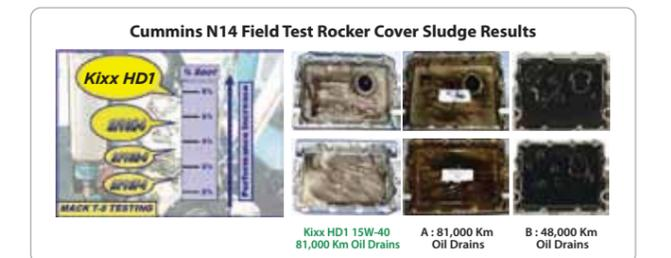 Cummins N14 Field Test Rocker Cover Sludge Results
Kixx HD1
% Soot
Performance Increase
MACK T-8 TESTING
Kixx HD1 15W-40
81,000 Km Oil Drains
A : 81,000 Km
Oil Drains
B : 48,000 Km
Oil Drains